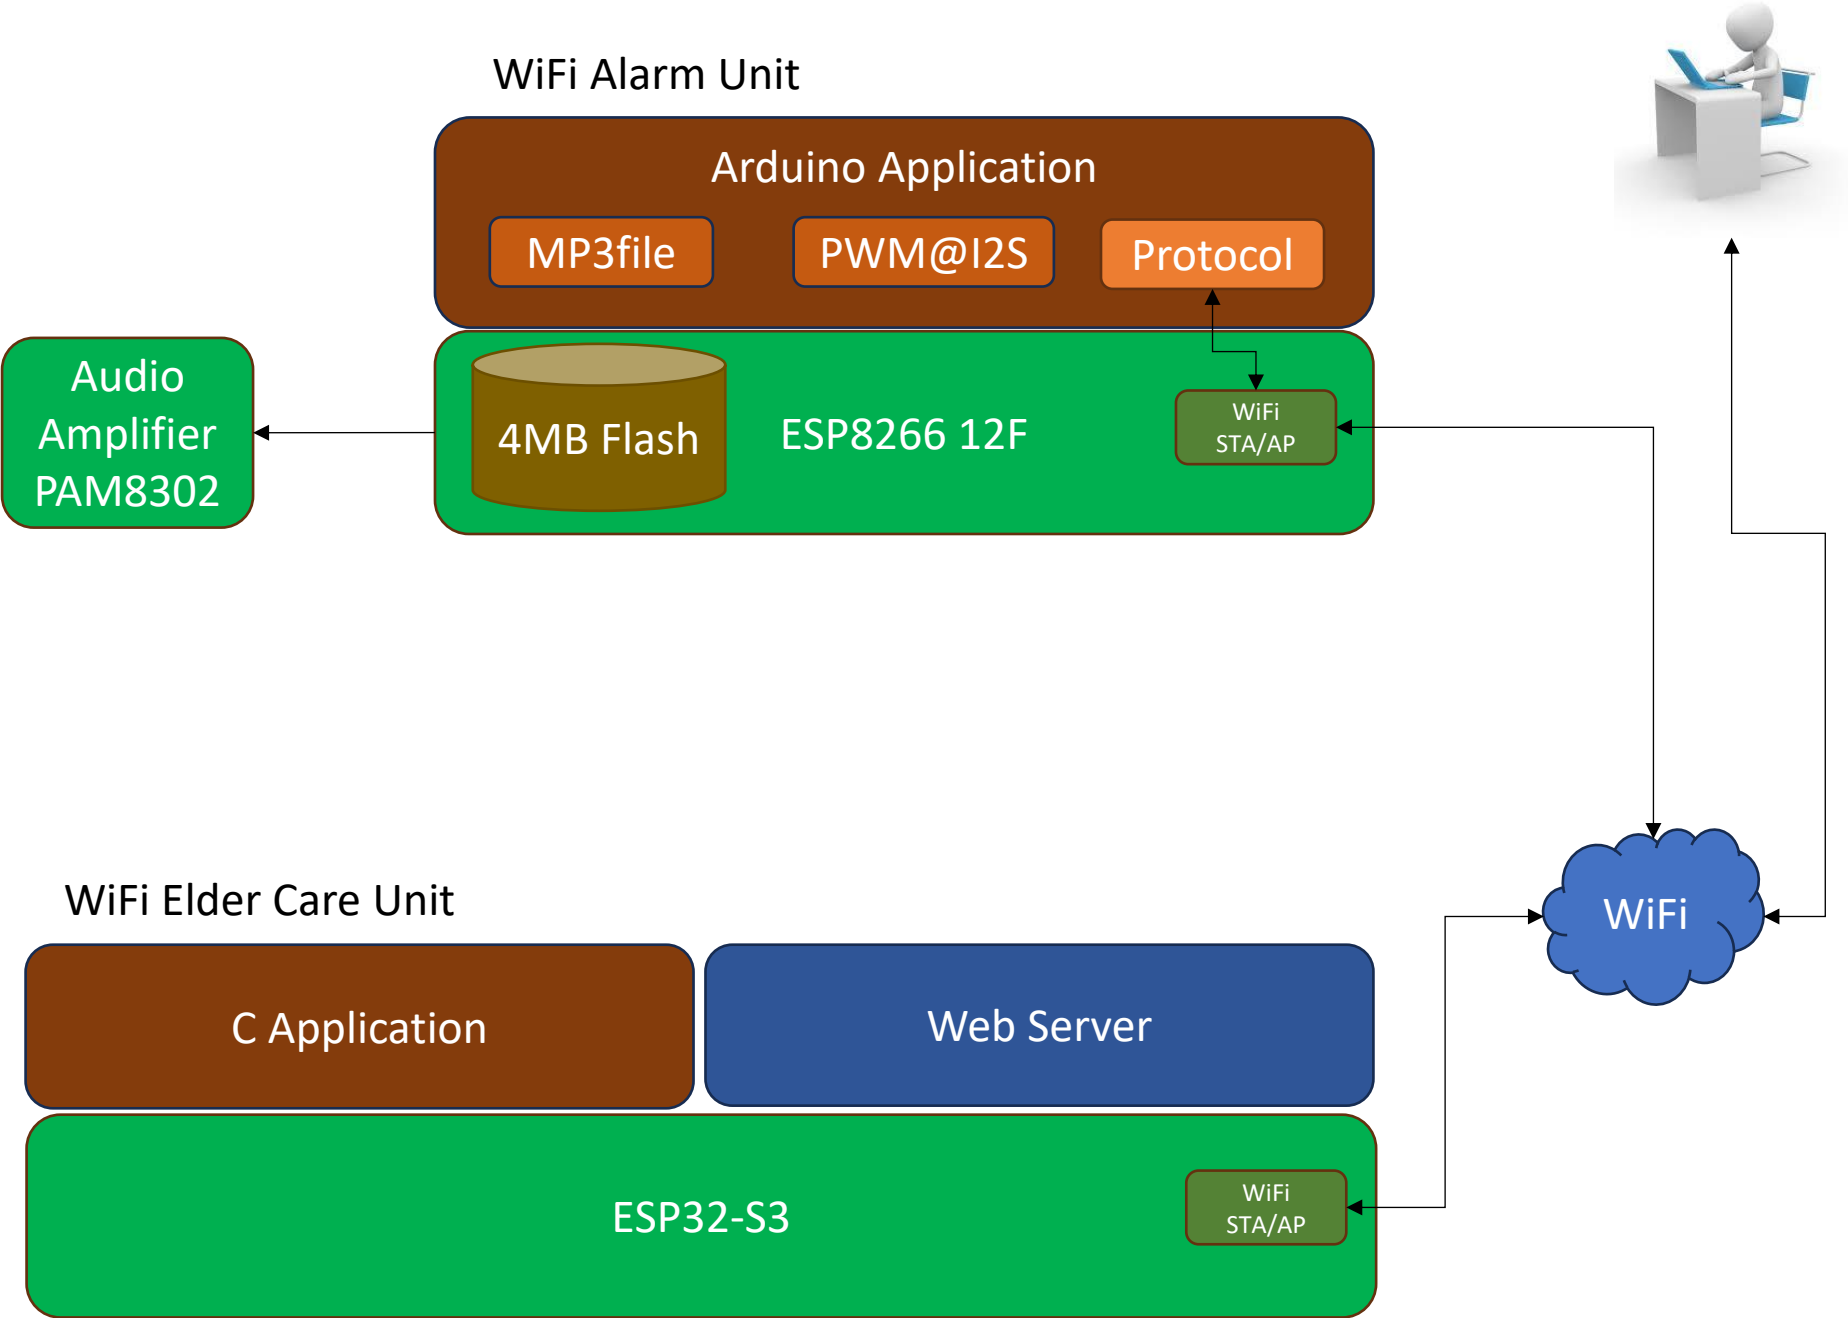 WiFi Alarm Unit
Arduino Application
MP3file
PWM@I2S
Protocol
Audio
Amplifier
PAM8302
4MB Flash
ESP8266 12F
WiFi
STA/AP
WiFi
WiFi Elder Care Unit
C Application
Web Server
ESP32-S3
WiFi
STA/AP